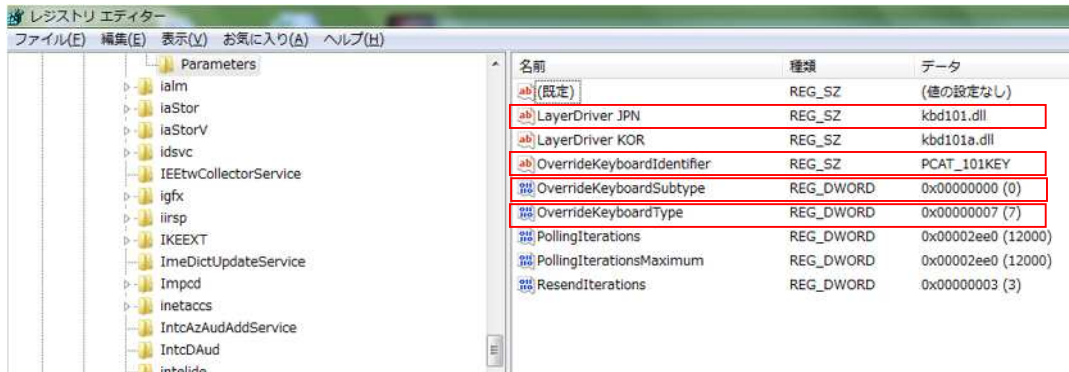 レジストリ エディター
ファイル(F) 編集(E) 表示(V) お気に入り(A) ヘルプ(H)
Parameters
ialm
iaStor
iaStorV
idsvc
IEEtwCollectorService
igfx
iirsp
IKEEXT
ImeDictUpdateService
Impcd
inetaccs
IntcAzAudAddService
IntcDAud
intelide
名前 種類 データ
(既定) REG_SZ (値の設定なし)
LayerDriver JPN REG_SZ kbd101.dll
LayerDriver KOR REG_SZ kbd101a.dll
OverrideKeyboardIdentifier REG_SZ PCAT_101KEY
OverrideKeyboardSubtype REG_DWORD 0x00000000 (0)
OverrideKeyboardType REG_DWORD 0x00000007 (7)
PollingIterations REG_DWORD 0x00002ee0 (12000)
PollingIterationsMaximum REG_DWORD 0x00002ee0 (12000)
ResendIterations REG_DWORD 0x00000003 (3)